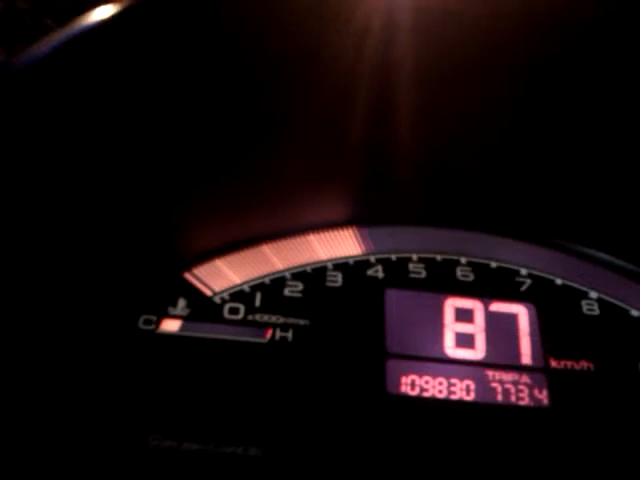 0 1 2 3 4 5 6 7 8
x1000r/min
C H
87
km/h
TRIP A
109830 773.4